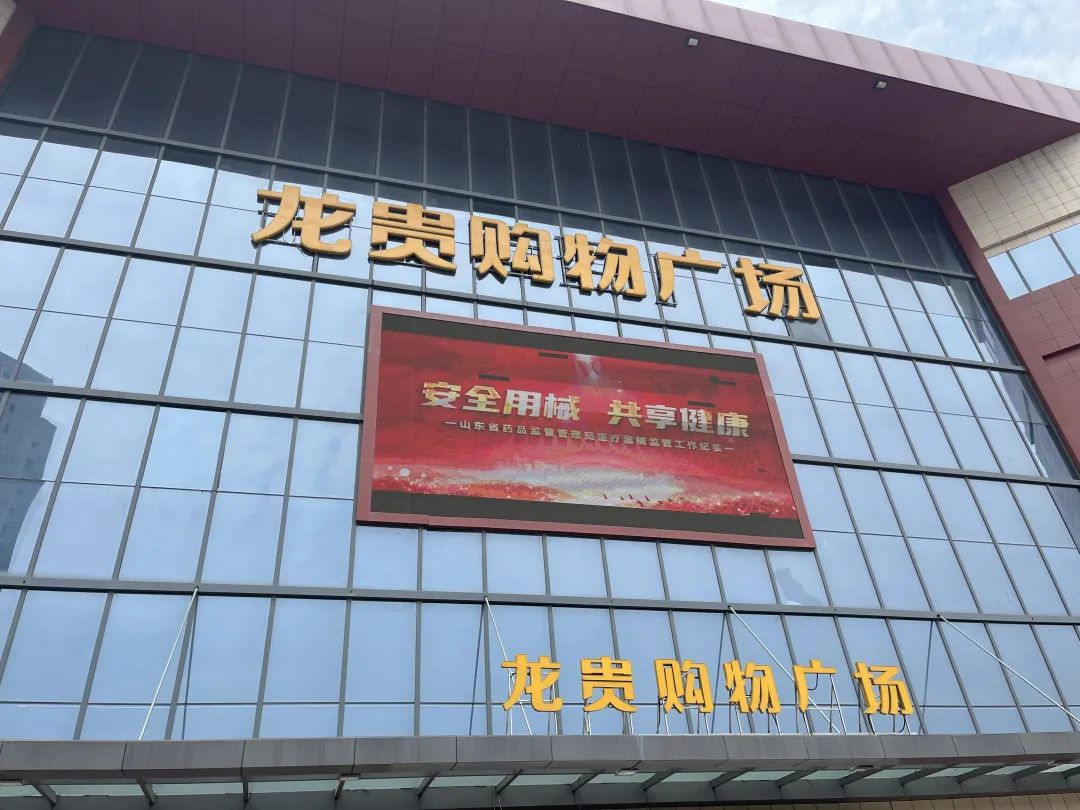 龙贵购物广场
安全用械 共享健康
—山东省药品监督管理局医疗器械监管工作纪实—
龙贵购物广场